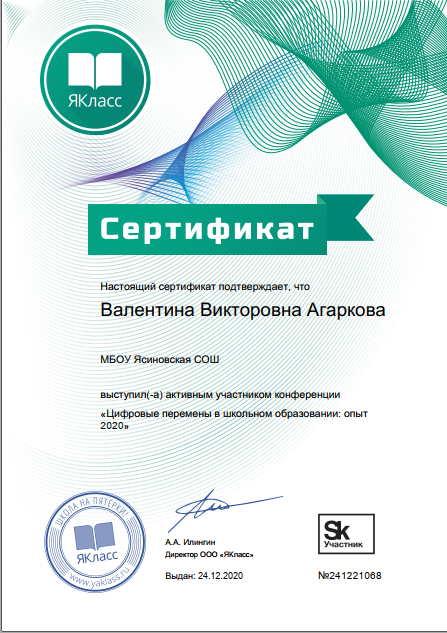 ЯКласс
Сертификат
Настоящий сертификат подтверждает, что
Валентина Викторовна Агаркова
МБОУ Ясиновская СОШ
выступил(-а) активным участником конференции
«Цифровые перемены в школьном образовании: опыт
2020»
ШКОЛА НА ПЯТЕРКИ!
ЯКласс
www.yaklass.ru
А.А. Илингин
Директор ООО «ЯКласс»
Выдан: 24.12.2020
Sk
Участник
№241221068